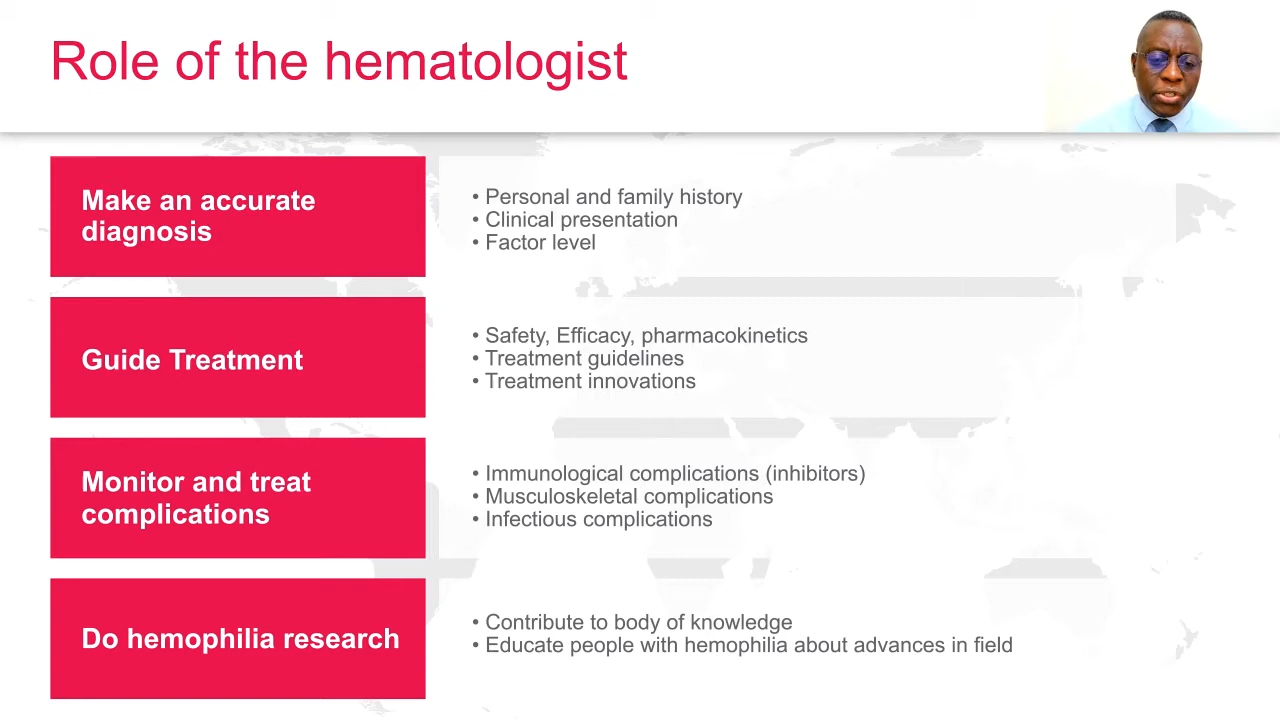 Role of the hematologist
Make an accurate
diagnosis
• Personal and family history
• Clinical presentation
• Factor level
Guide Treatment
• Safety, Efficacy, pharmacokinetics
• Treatment guidelines
• Treatment innovations
Monitor and treat
complications
• Immunological complications (inhibitors)
• Musculoskeletal complications
• Infectious complications
Do hemophilia research
• Contribute to body of knowledge
• Educate people with hemophilia about advances in field